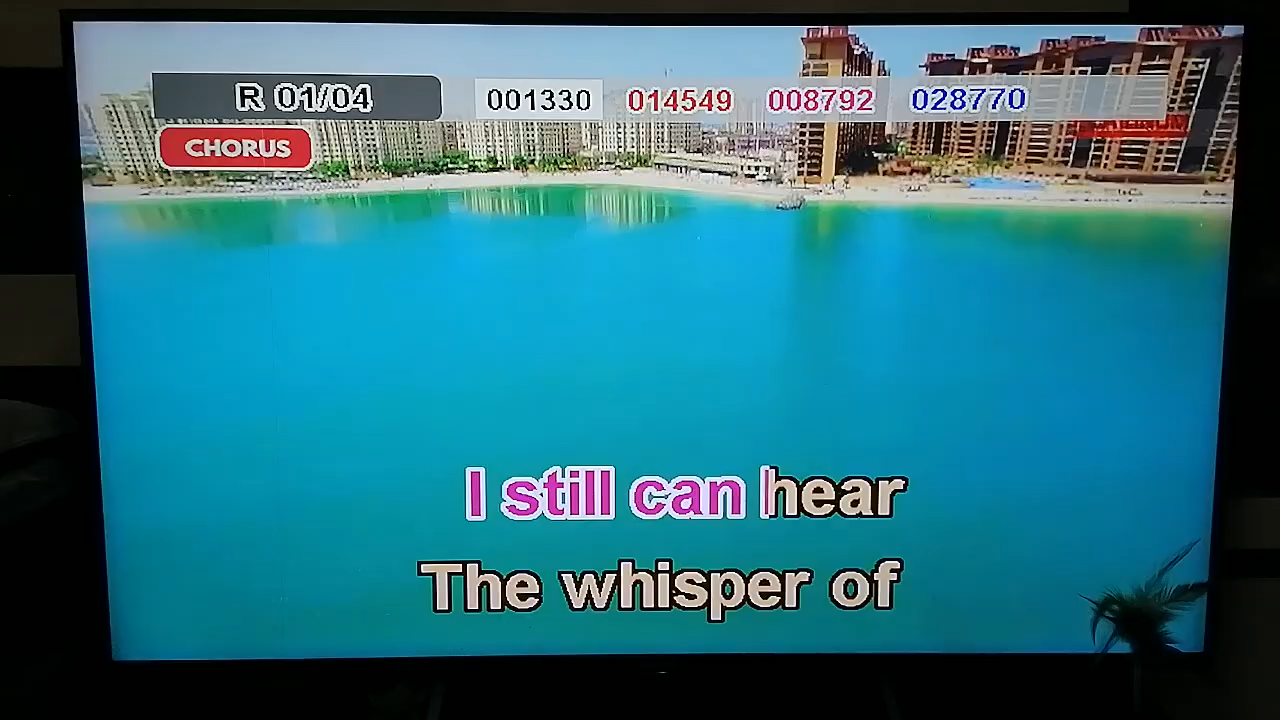 R 01/04 001330 014549 008792 028770
CHORUS
I still can hear
The whisper of